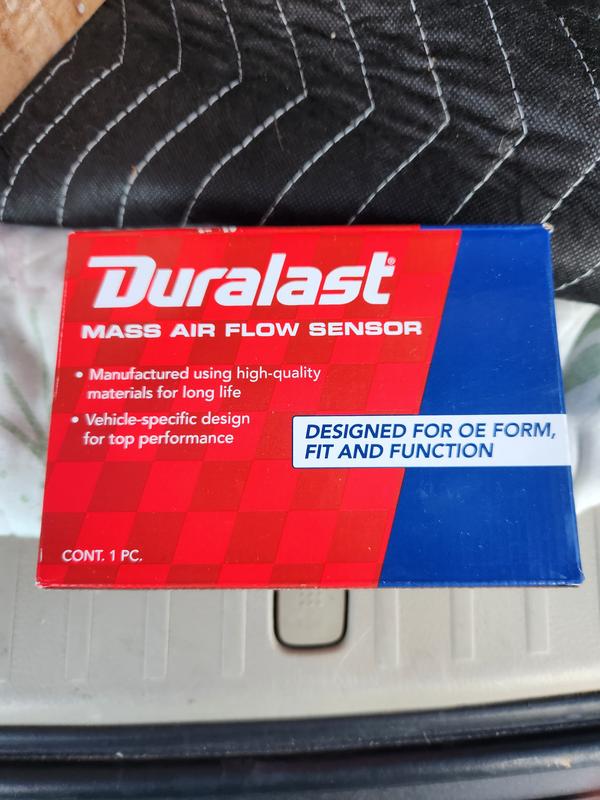 Duralast®
MASS AIR FLOW SENSOR
• Manufactured using high-quality
materials for long life
• Vehicle-specific design
for top performance
DESIGNED FOR OE FORM,
FIT AND FUNCTION
CONT. 1 PC.